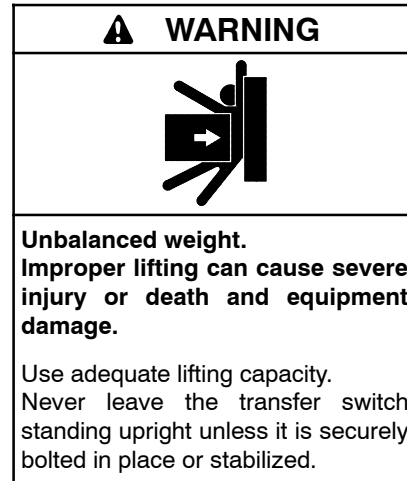 WARNING
Unbalanced weight.
Improper lifting can cause severe
injury or death and equipment
damage.
Use adequate lifting capacity.
Never leave the transfer switch
standing upright unless it is securely
bolted in place or stabilized.